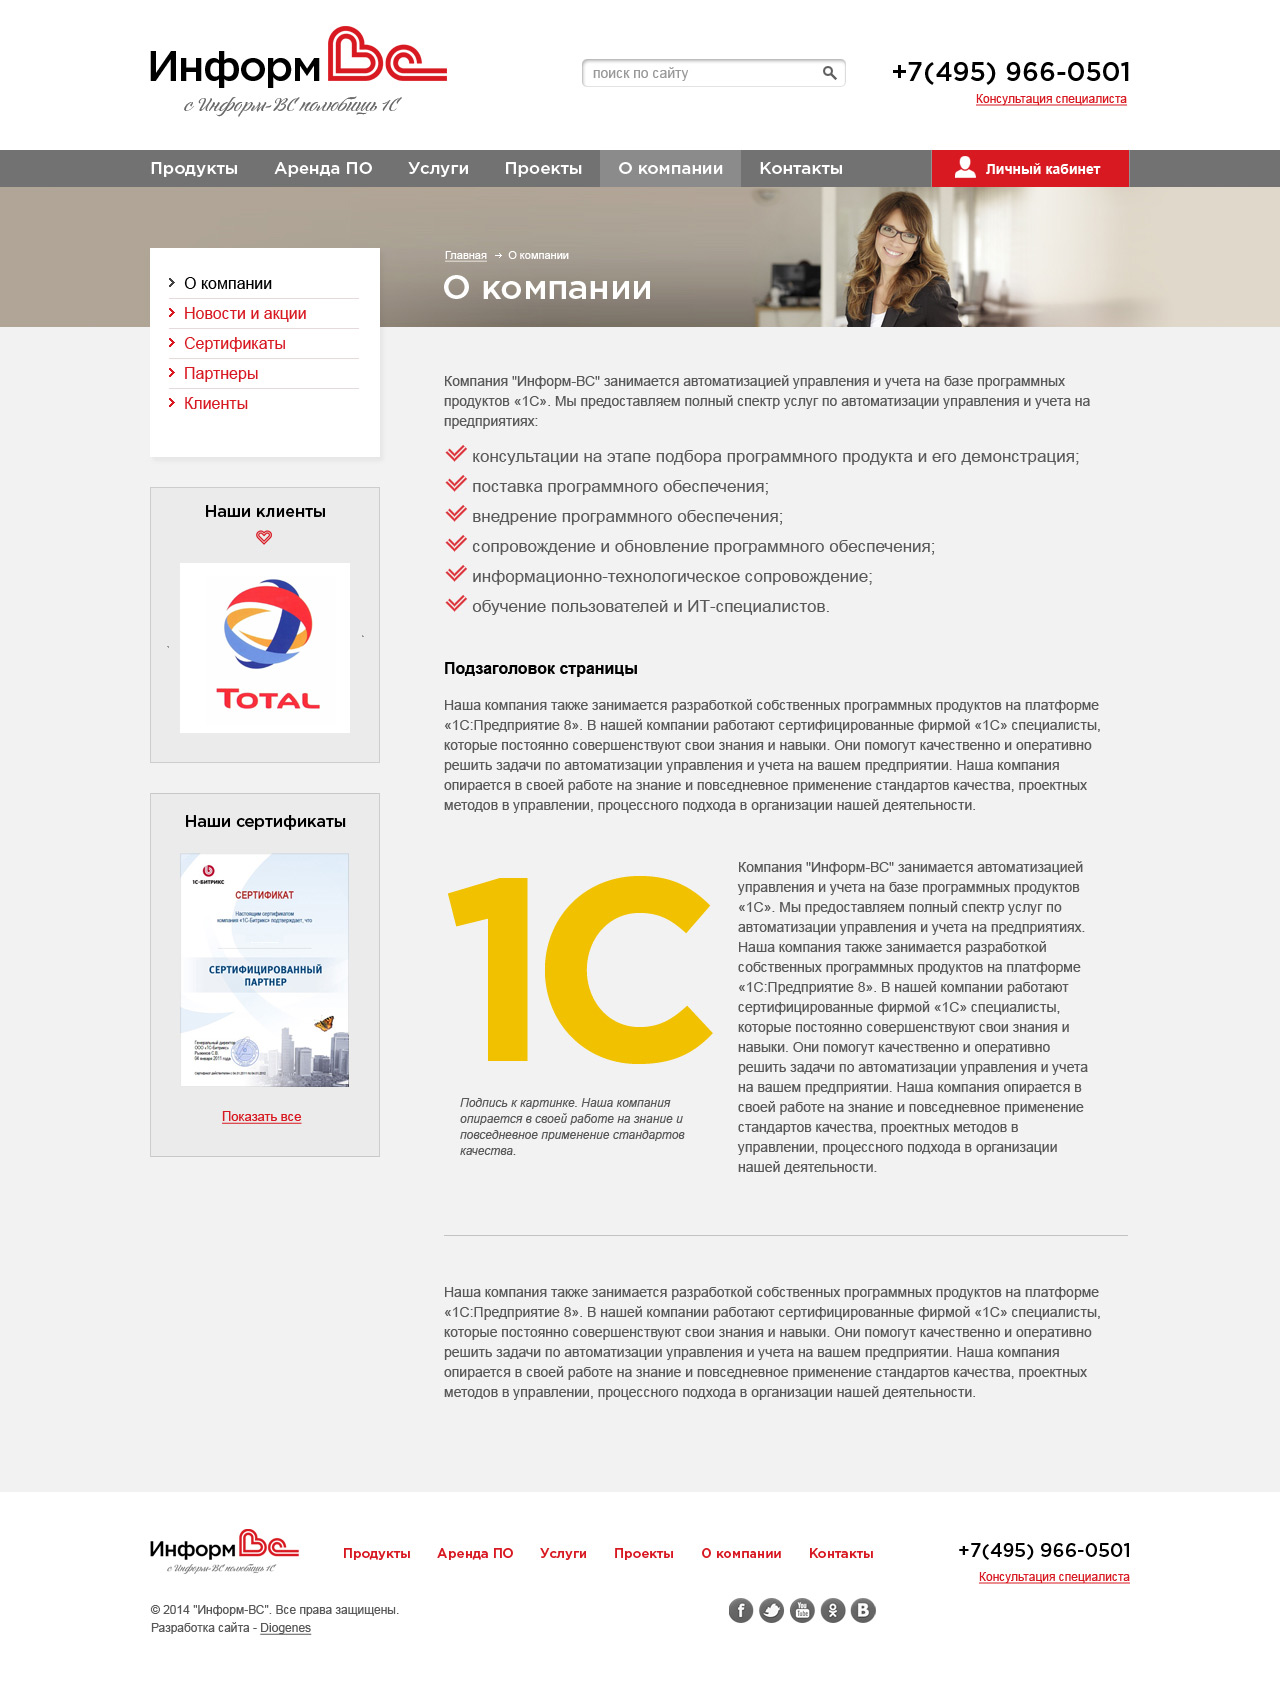 Информ ВС
с Информ-ВС полюбишь 1С
поиск по сайту
+7(495) 966-0501
Консультация специалиста
Продукты Аренда ПО Услуги Проекты О компании Контакты Личный кабинет
Главная → О компании
О компании
О компании
Новости и акции
Сертификаты
Партнеры
Клиенты
Наши клиенты
TOTAL
Наши сертификаты
1С-БИТРИКС
СЕРТИФИКАТ
Настоящим сертификатом
компания «1С-Битрикс» подтверждает, что
СЕРТИФИЦИРОВАННЫЙ
ПАРТНЕР
Генеральный директор
ООО «1С-Битрикс»
Показать все
Компания "Информ-ВС" занимается автоматизацией управления и учета на базе программных
продуктов «1С». Мы предоставляем полный спектр услуг по автоматизации управления и учета на
предприятиях:
консультации на этапе подбора программного продукта и его демонстрация;
поставка программного обеспечения;
внедрение программного обеспечения;
сопровождение и обновление программного обеспечения;
информационно-технологическое сопровождение;
обучение пользователей и ИТ-специалистов.
Подзаголовок страницы
Наша компания также занимается разработкой собственных программных продуктов на платформе
«1С:Предприятие 8». В нашей компании работают сертифицированные фирмой «1С» специалисты,
которые постоянно совершенствуют свои знания и навыки. Они помогут качественно и оперативно
решить задачи по автоматизации управления и учета на вашем предприятии. Наша компания
опирается в своей работе на знание и повседневное применение стандартов качества, проектных
методов в управлении, процессного подхода в организации нашей деятельности.
1С
Подпись к картинке. Наша компания
опирается в своей работе на знание и
повседневное применение стандартов
качества.
Компания "Информ-ВС" занимается автоматизацией
управления и учета на базе программных продуктов
«1С». Мы предоставляем полный спектр услуг по
автоматизации управления и учета на предприятиях.
Наша компания также занимается разработкой
собственных программных продуктов на платформе
«1С:Предприятие 8». В нашей компании работают
сертифицированные фирмой «1С» специалисты,
которые постоянно совершенствуют свои знания и
навыки. Они помогут качественно и оперативно
решить задачи по автоматизации управления и учета
на вашем предприятии. Наша компания опирается в
своей работе на знание и повседневное применение
стандартов качества, проектных методов в
управлении, процессного подхода в организации
нашей деятельности.
Наша компания также занимается разработкой собственных программных продуктов на платформе
«1С:Предприятие 8». В нашей компании работают сертифицированные фирмой «1С» специалисты,
которые постоянно совершенствуют свои знания и навыки. Они помогут качественно и оперативно
решить задачи по автоматизации управления и учета на вашем предприятии. Наша компания
опирается в своей работе на знание и повседневное применение стандартов качества, проектных
методов в управлении, процессного подхода в организации нашей деятельности.
Информ ВС
с Информ-ВС полюбишь 1С
Продукты Аренда ПО Услуги Проекты О компании Контакты
+7(495) 966-0501
Консультация специалиста
© 2014 "Информ-ВС". Все права защищены.
Разработка сайта - Diogenes
f You Tube В